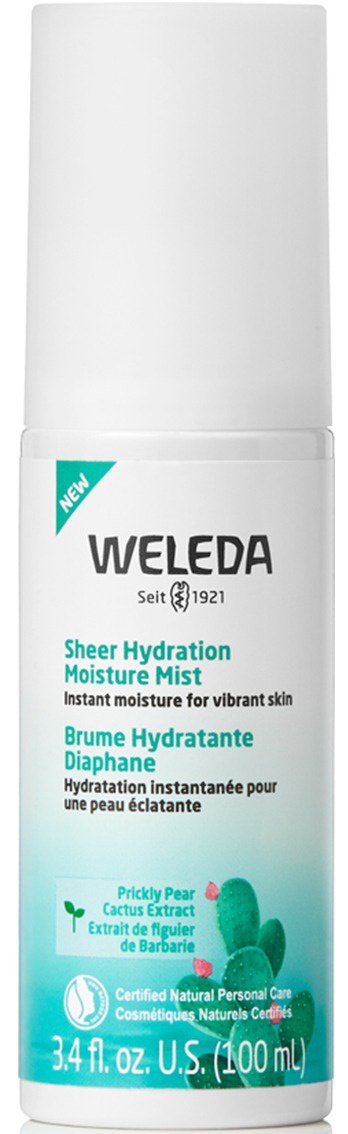 NEW
WELEDA
Seit 1921
Sheer Hydration
Moisture Mist
Instant moisture for vibrant skin
Brume Hydratante
Diaphane
Hydratation instantanée pour
une peau éclatante
Prickly Pear
Cactus Extract
Extrait de figuier
de Barbarie
Certified Natural Personal Care
Cosmétiques Naturels Certifiés
3.4 fl. oz. U.S. (100 mL)